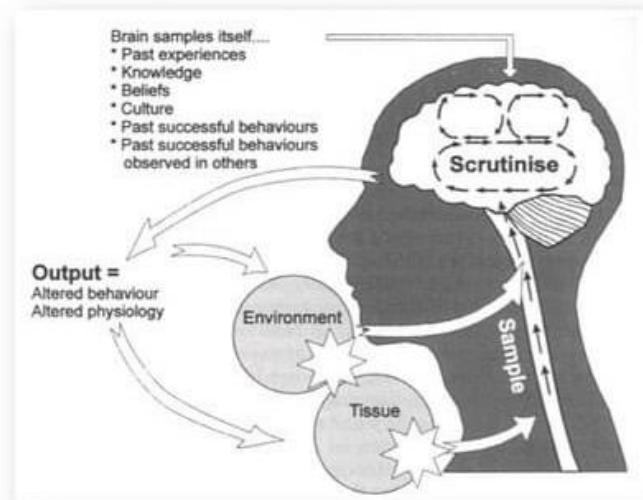 Brain samples itself....
* Past experiences
* Knowledge
* Beliefs
* Culture
* Past successful behaviours
* Past successful behaviours
observed in others
Scrutinise
Output =
Altered behaviour
Altered physiology
Environment
Sample
Tissue